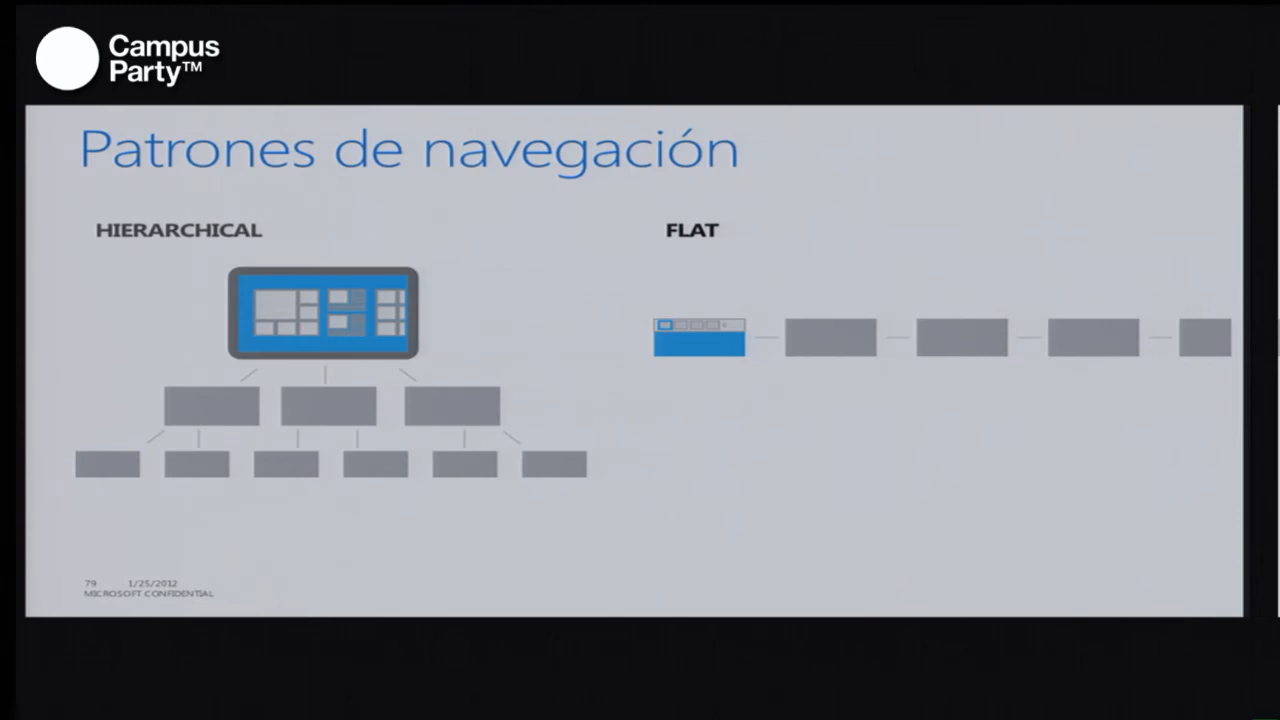 Campus
Party™
Patrones de navegación
HIERARCHICAL
FLAT
79 1/25/2012
MICROSOFT CONFIDENTIAL